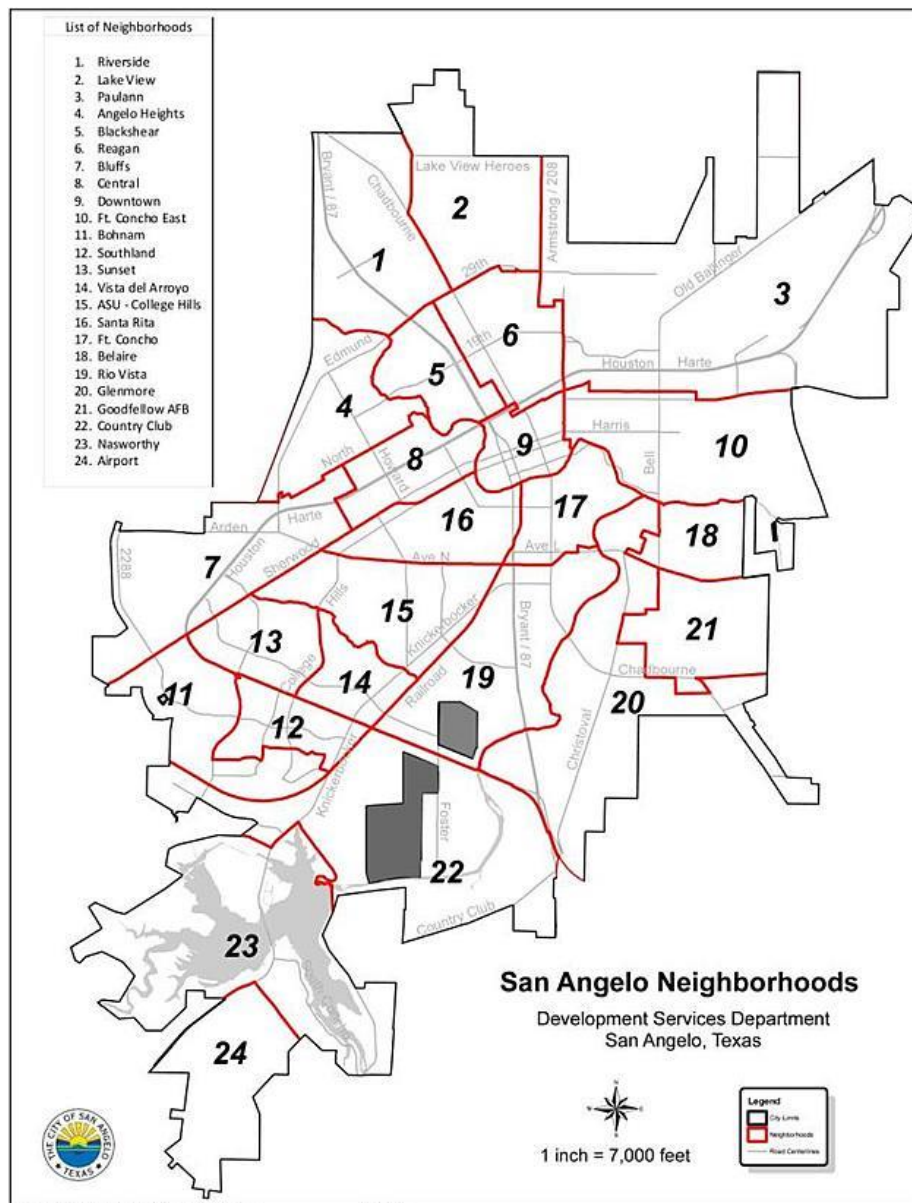 List of Neighborhoods
1. Riverside
2. Lake View
3. Paulann
4. Angelo Heights
5. Blackshear
6. Reagan
7. Bluffs
8. Central
9. Downtown
10. Ft. Concho East
11. Bohnam
12. Southland
13. Sunset
14. Vista del Arroyo
15. ASU - College Hills
16. Santa Rita
17. Ft. Concho
18. Belaire
19. Rio Vista
20. Glenmore
21. Goodfellow AFB
22. Country Club
23. Nasworthy
24. Airport
Lake View Heroes
Bryant / 87
Chadbourne
2
Armstrong / 208
1
29th
Old Ballinger
3
Edmund
19th
6
5
Houston Harte
4
North
Howard
8
9
Harris
Bell
10
Arden
Houston Harte
Sherwood
16
17
18
2288
7
Ave N
Ave L
Hills
15
Knickerbocker
Bryant / 87
21
13
College
14
Railroad
19
Chadbourne
11
12
20
Knickerbocker
Christoval
Foster
22
Country Club
23
South Concho
24
San Angelo Neighborhoods
Development Services Department
San Angelo, Texas
N
1 inch = 7,000 feet
Legend
City Limits
Neighborhoods
Road Centerlines
THE CITY OF SAN ANGELO
TEXAS